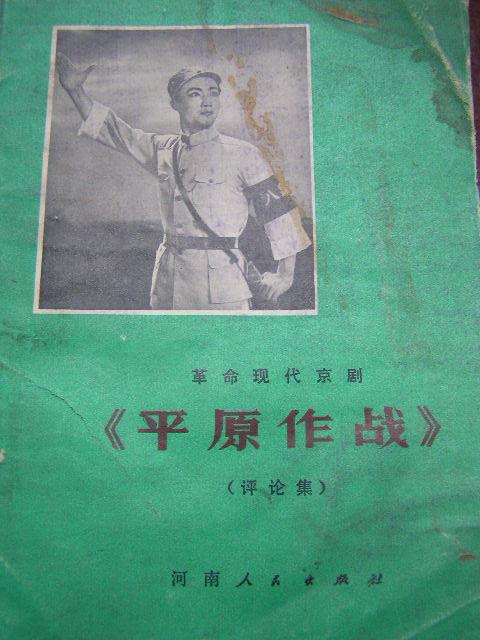 革命现代京剧
《平原作战》
（评论集）
河南人民出版社